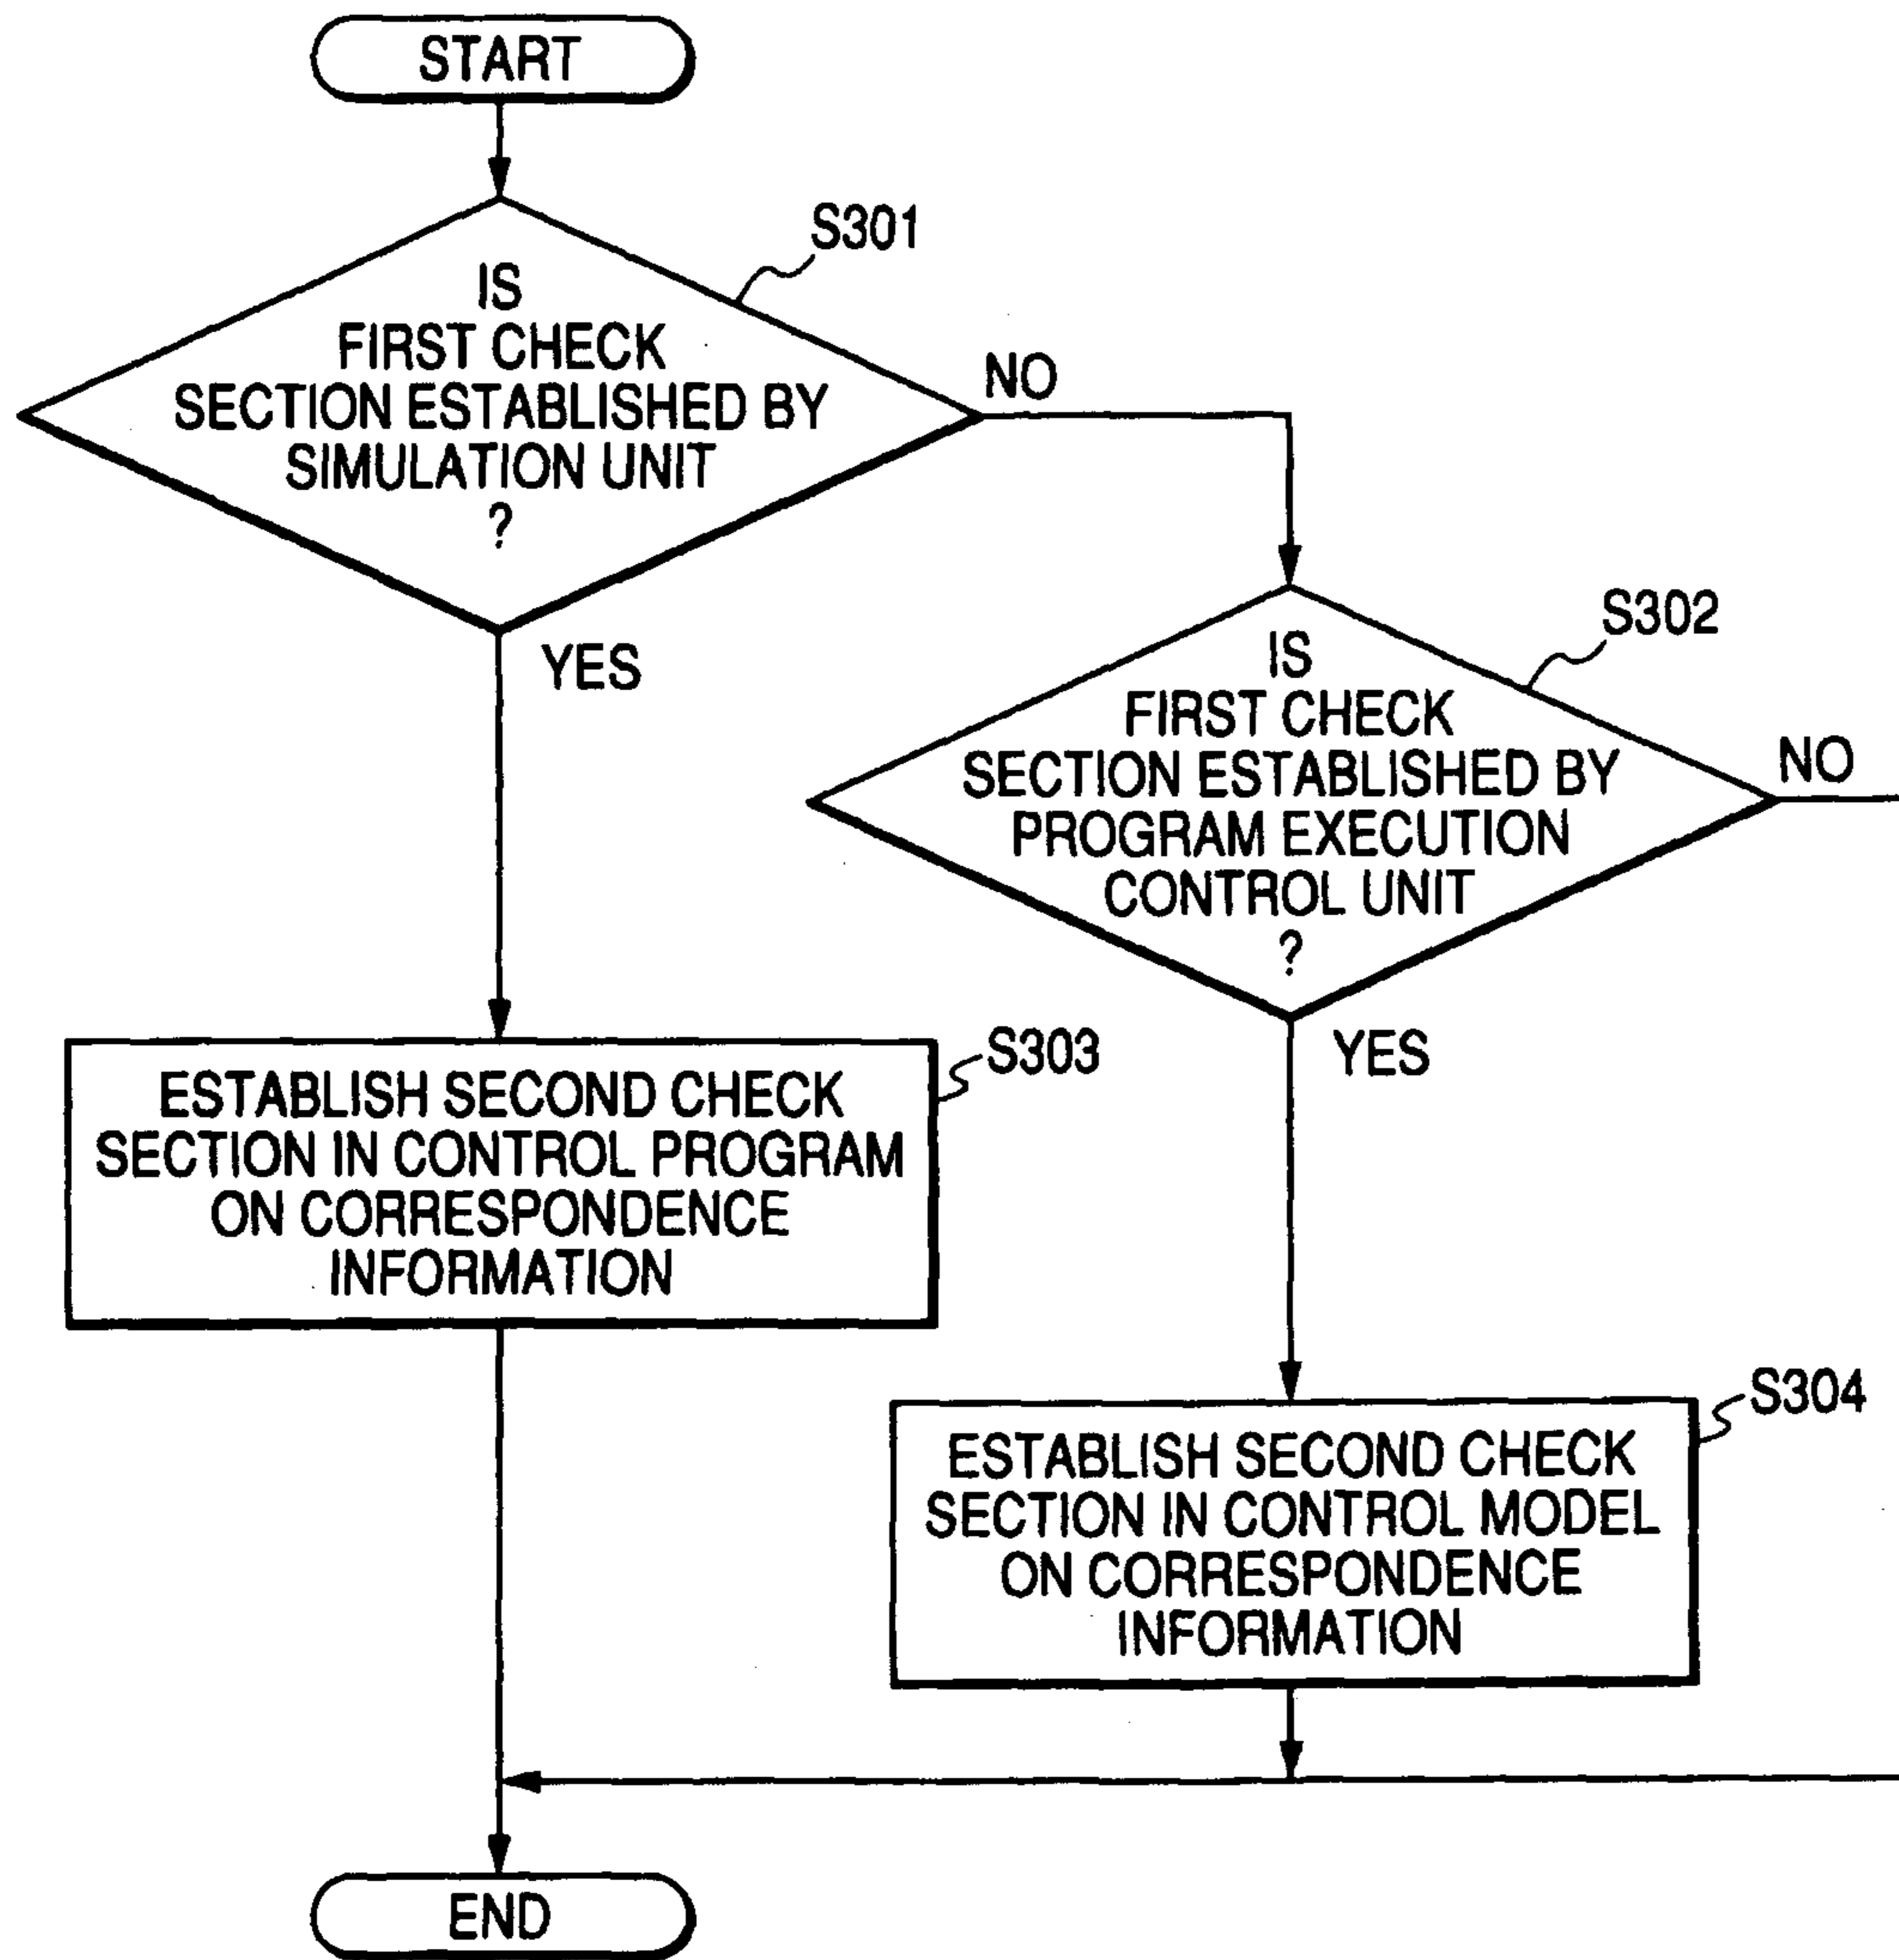 START
S301
IS
FIRST CHECK
SECTION ESTABLISHED BY
SIMULATION UNIT
?
NO
YES
S302
IS
FIRST CHECK
SECTION ESTABLISHED BY
PROGRAM EXECUTION
CONTROL UNIT
?
NO
YES
S303
ESTABLISH SECOND CHECK
SECTION IN CONTROL PROGRAM
ON CORRESPONDENCE
INFORMATION
S304
ESTABLISH SECOND CHECK
SECTION IN CONTROL MODEL
ON CORRESPONDENCE
INFORMATION
END